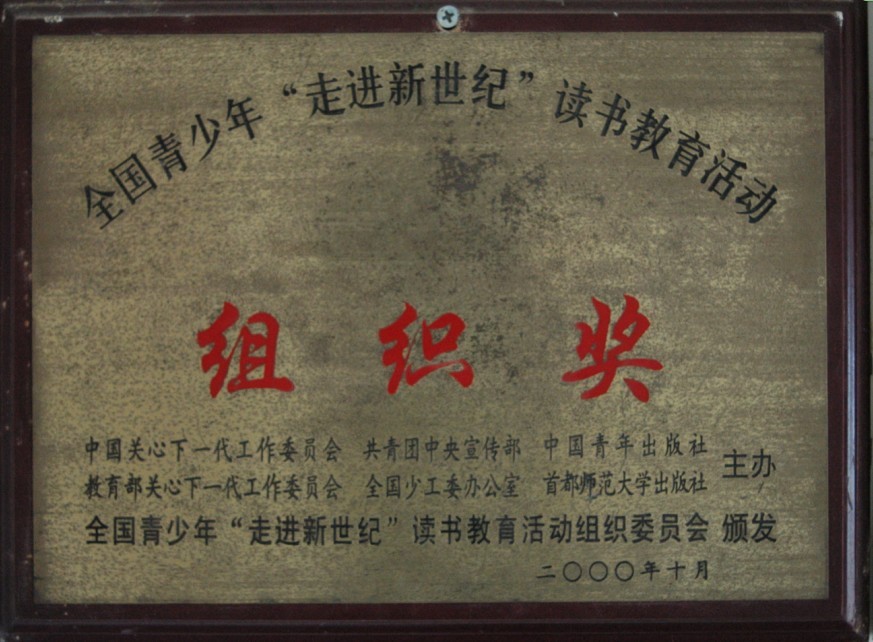 全国青少年“走进新世纪”读书教育活动
组织奖
中国关心下一代工作委员会 共青团中央宣传部 中国青年出版社
教育部关心下一代工作委员会 全国少工委办公室 首都师范大学出版社
主办
全国青少年“走进新世纪”读书教育活动组织委员会 颁发
二〇〇〇年十月